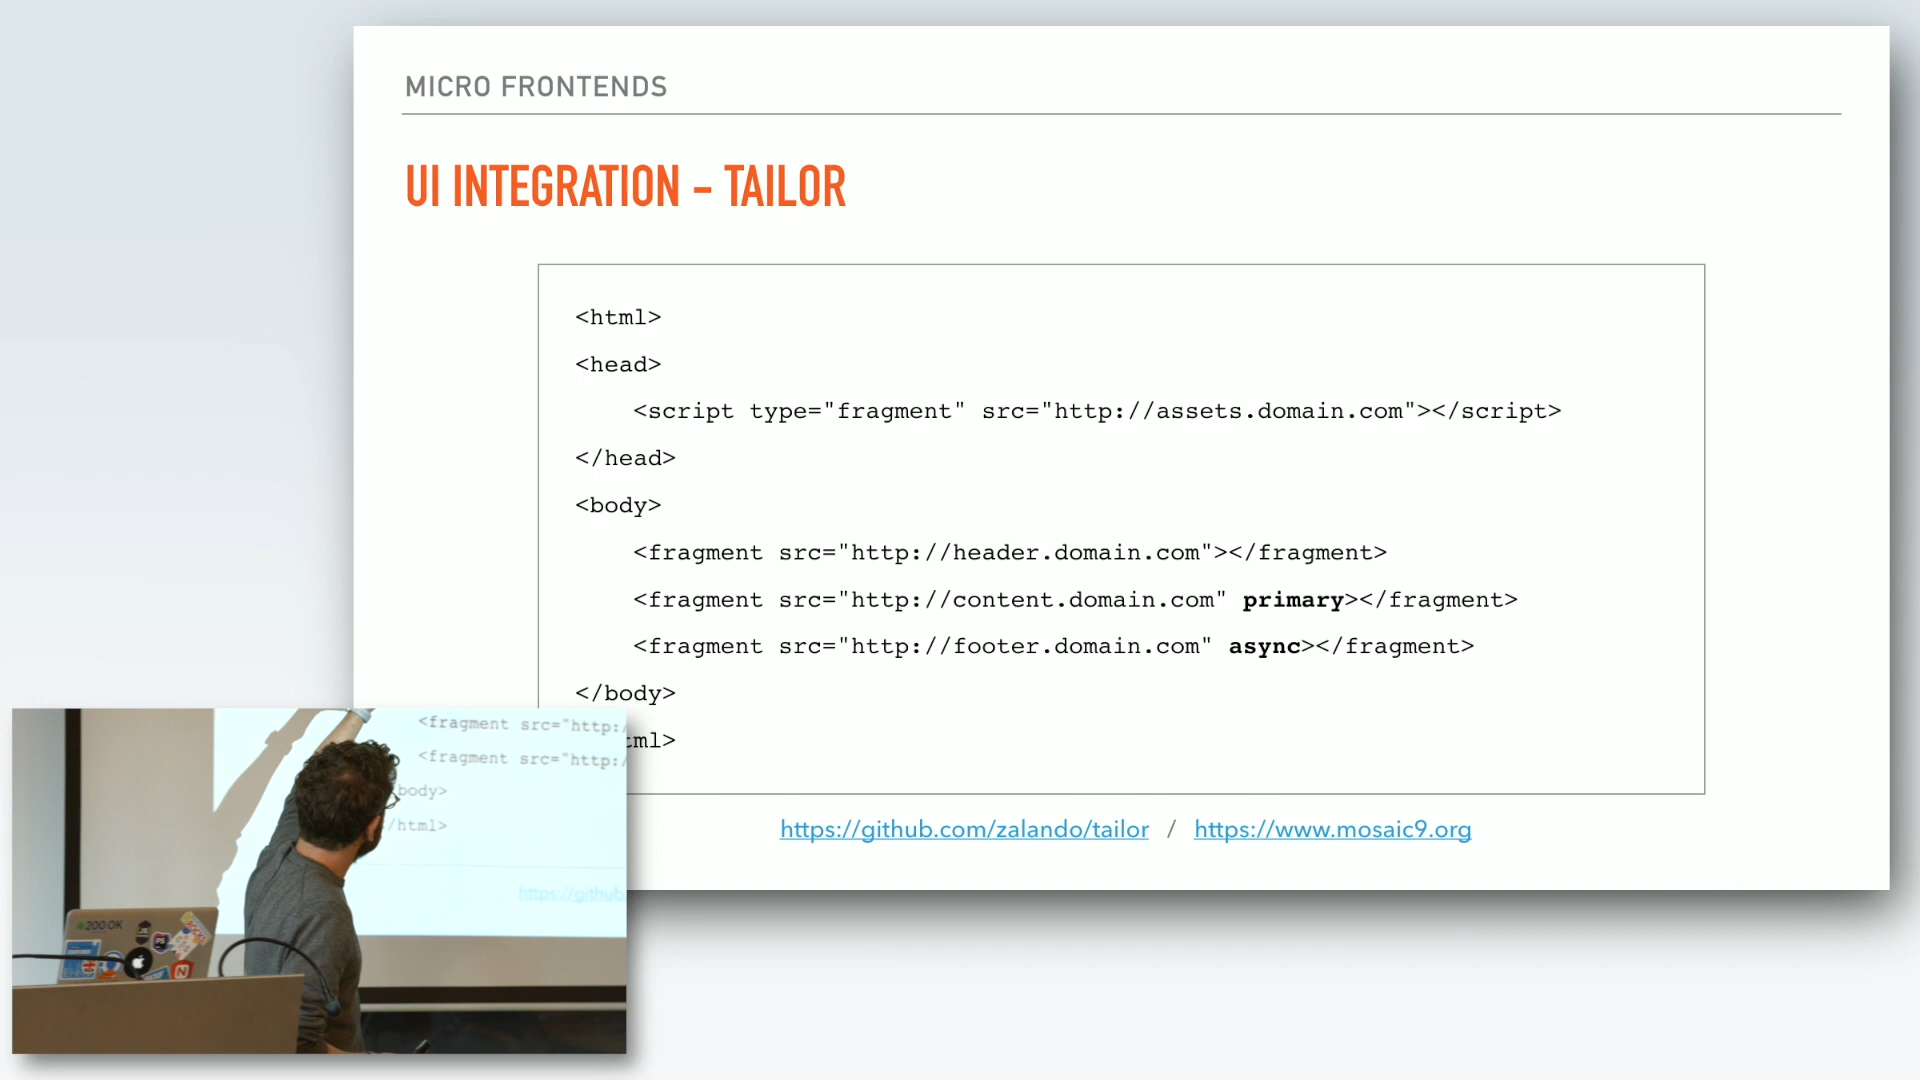 MICRO FRONTENDS
UI INTEGRATION - TAILOR
<html>
<head>
<script type="fragment" src="http://assets.domain.com"></script>
</head>
<body>
<fragment src="http://header.domain.com"></fragment>
<fragment src="http://content.domain.com" primary></fragment>
<fragment src="http://footer.domain.com" async></fragment>
</body>
tml>
https://github.com/zalando/tailor / https://www.mosaic9.org
<fragment src="http:/
<fragment src="http:/
body>
/html>
https://github
200 OK